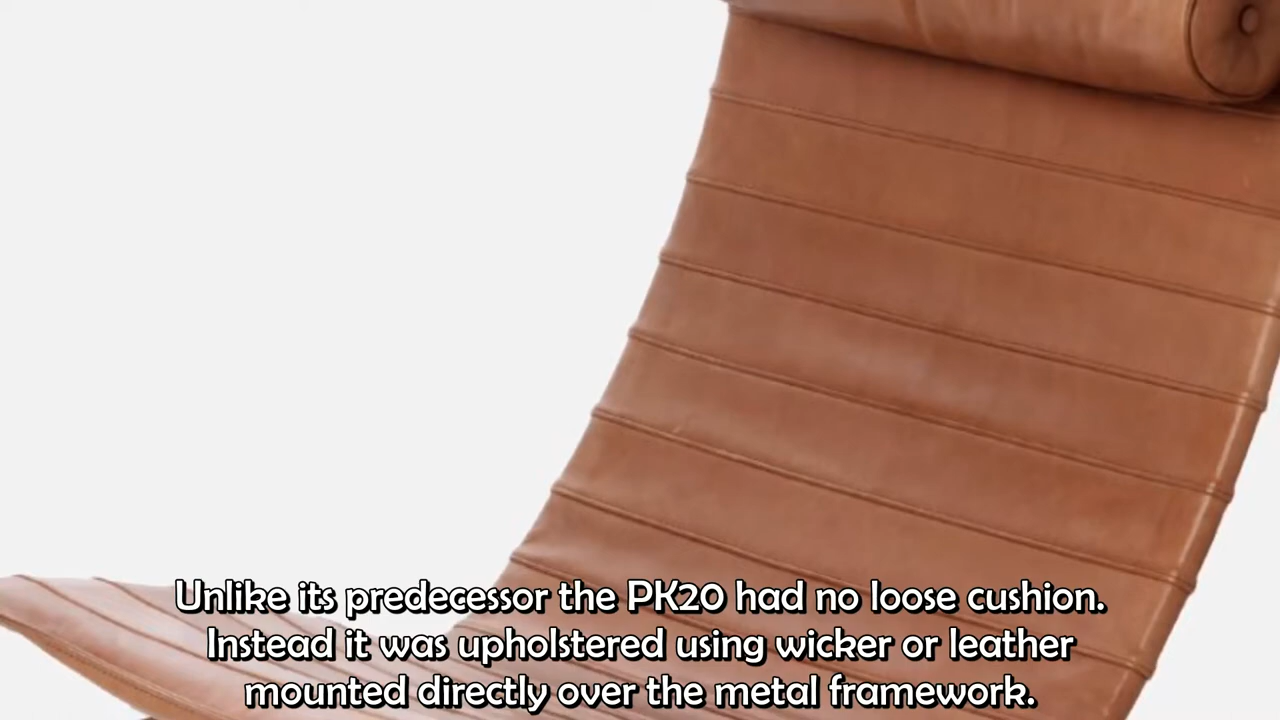 Unlike its predecessor the PK20 had no loose cushion.
Instead it was upholstered using wicker or leather
mounted directly over the metal framework.